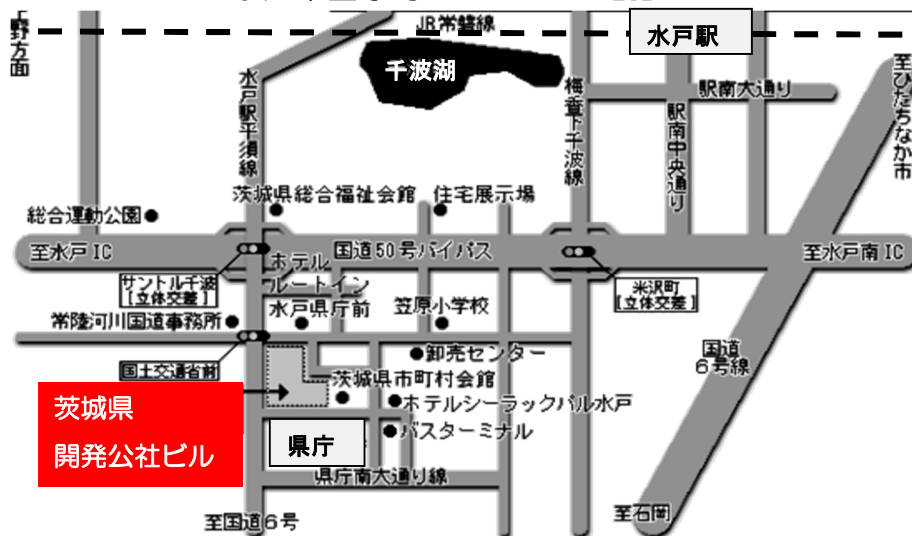 上野方面
JR常磐線
水戸駅
千波湖
至ひたちなか市
水戸駅平須線
梅香下千波線
駅南大通り
駅南中央通り
茨城県総合福祉会館
住宅展示場
総合運動公園
至水戸IC
国道50号バイパス
至水戸南IC
サントル千波
[立体交差]
ホテル
ルートイン
水戸県庁前
米沢町
[立体交差]
常陸河川国道事務所
笠原小学校
国道
6号線
卸売センター
国土交通省前
茨城県市町村会館
茨城県
開発公社ビル
ホテルシーラックパル水戸
県庁
バスターミナル
県庁南大通り線
至国道6号
至石岡